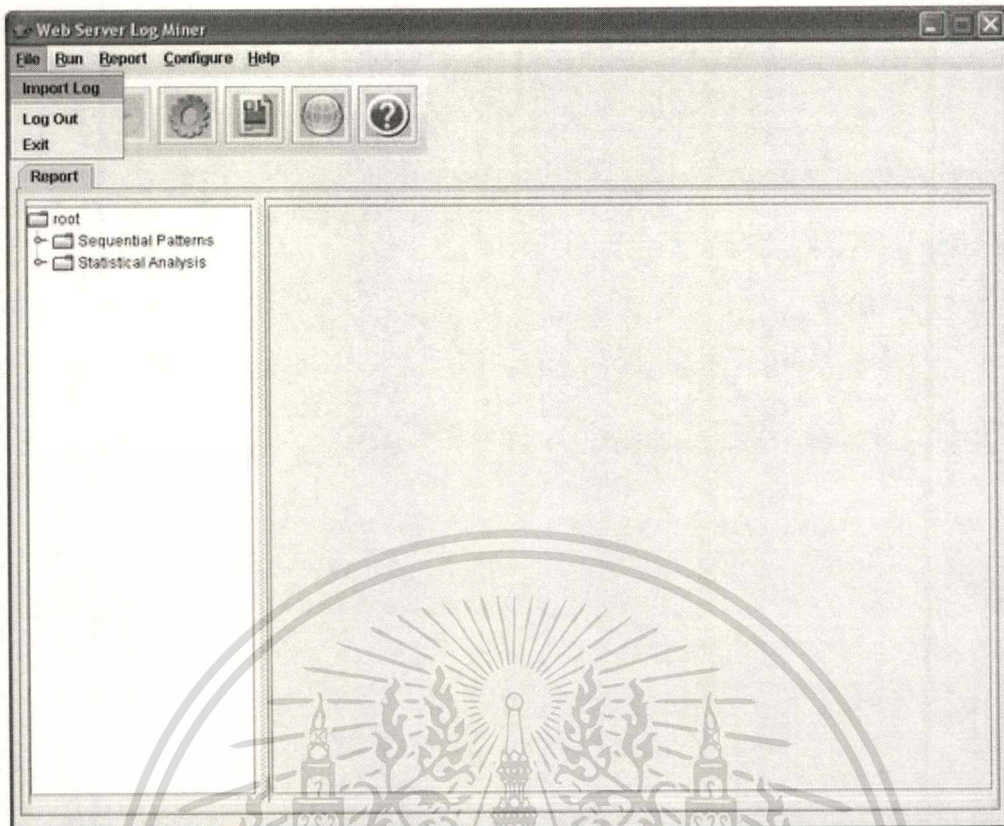 Web Server Log Miner
File Run Report Configure Help
Import Log
Log Out
Exit
Report
root
Sequential Patterns
Statistical Analysis